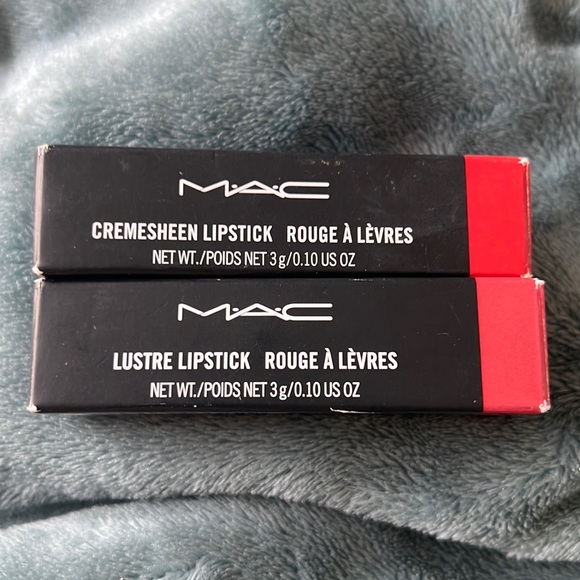 M·A·C
CREMESHEEN LIPSTICK ROUGE À LÈVRES
NET WT./POIDS NET 3 g/0.10 US OZ
M·A·C
LUSTRE LIPSTICK ROUGE À LÈVRES
NET WT./POIDS NET 3 g/0.10 US OZ